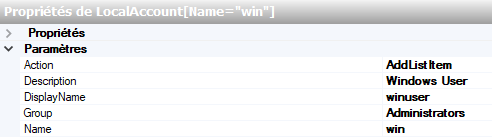 Propriétés de LocalAccount[Name="win"]
Propriétés
Paramètres
Action AddListItem
Description Windows User
DisplayName winuser
Group Administrators
Name win